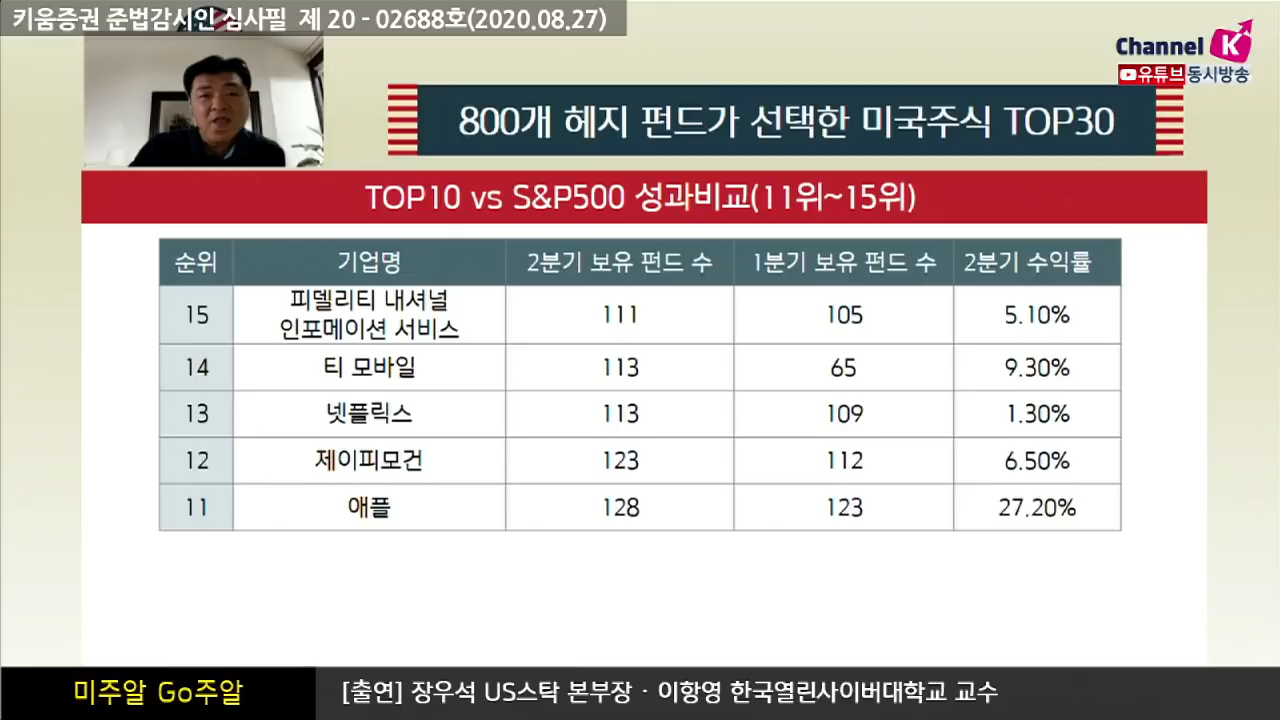 키움증권 준법감시인 심사필 제 20 - 02688호(2020.08.27)
Channel K
유튜브 동시방송
800개 헤지 펀드가 선택한 미국주식 TOP30
TOP10 vs S&P500 성과비교(11위~15위)
순위 기업명 2분기 보유 펀드 수 1분기 보유 펀드 수 2분기 수익률
15 피델리티 내셔널 인포메이션 서비스 111 105 5.10%
14 티 모바일 113 65 9.30%
13 넷플릭스 113 109 1.30%
12 제이피모건 123 112 6.50%
11 애플 128 123 27.20%
미주알 Go주알
[출연] 장우석 US스탁 본부장 · 이항영 한국열린사이버대학교 교수